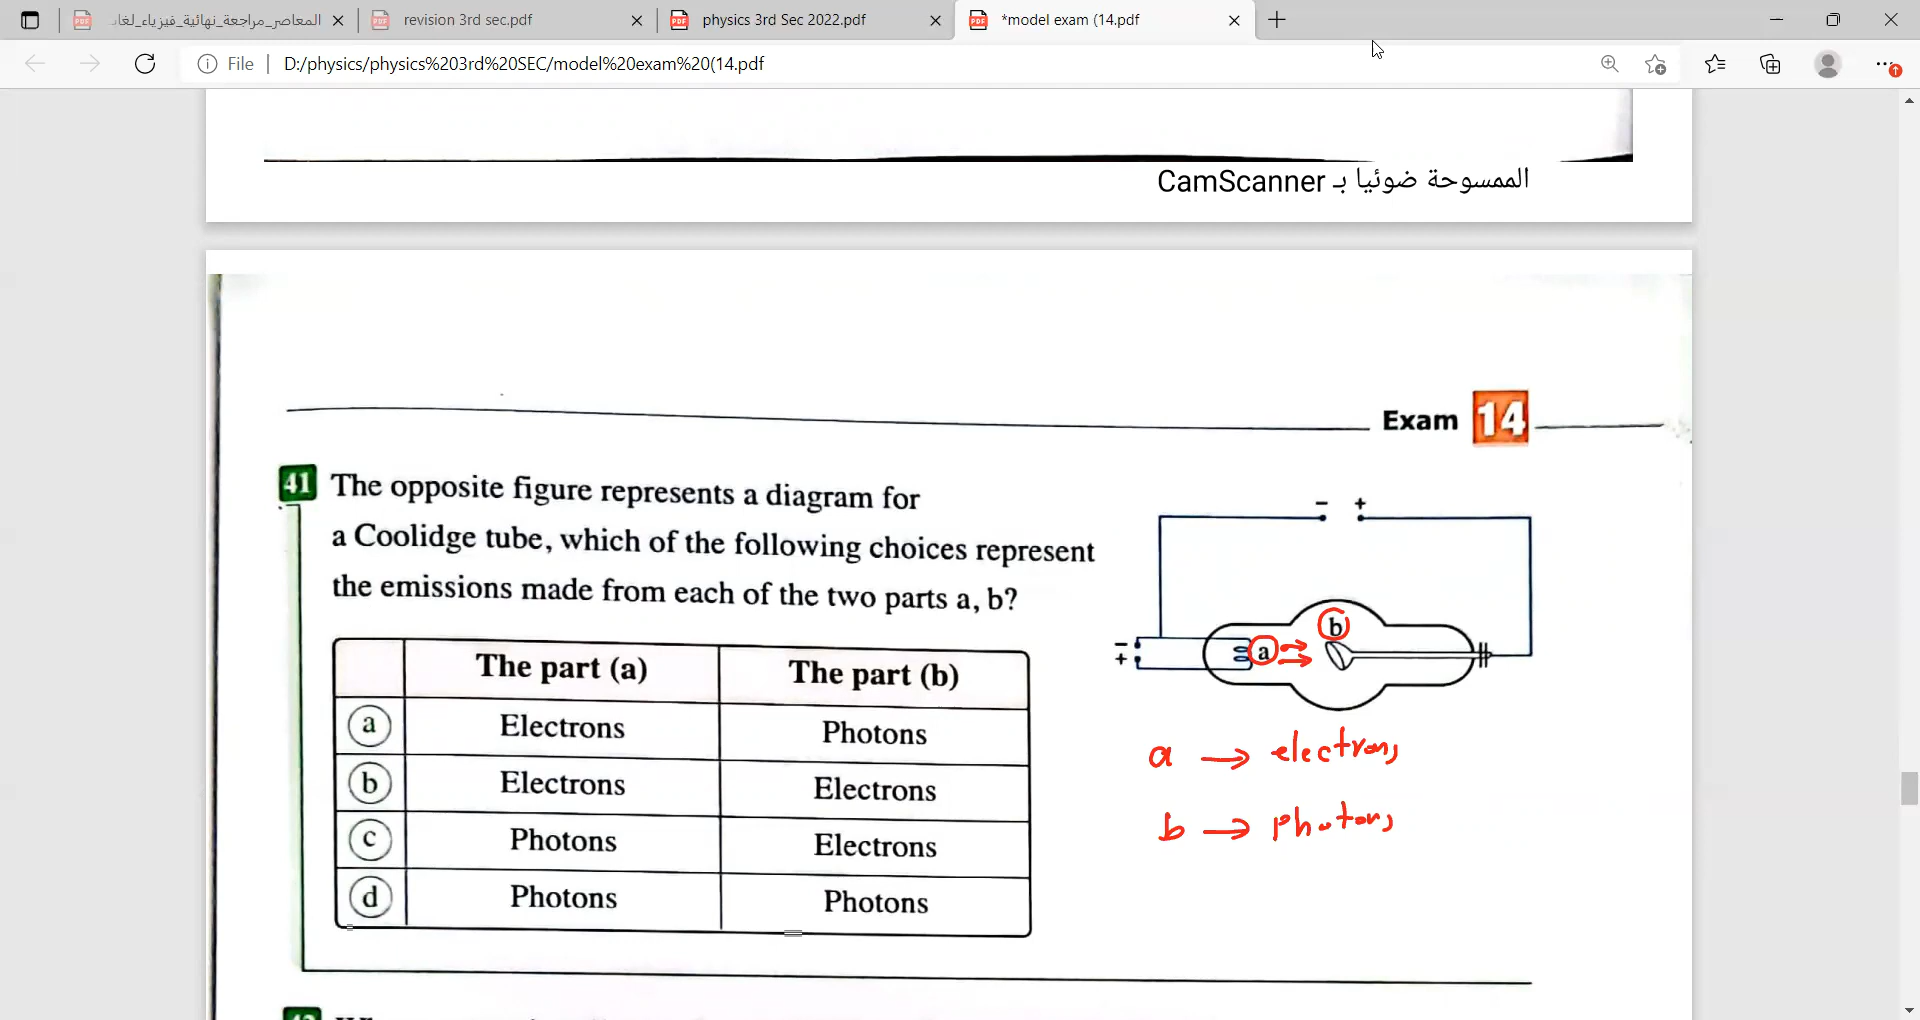 المعاصر_مراجعة_نهائية_فيزياء_لغا
revision 3rd sec.pdf
physics 3rd Sec 2022.pdf
*model exam (14.pdf
File
D:/physics/physics%203rd%20SEC/model%20exam%20(14.pdf
الممسوحة ضوئيا بـ CamScanner
Exam 14
41 The opposite figure represents a diagram for
a Coolidge tube, which of the following choices represent
the emissions made from each of the two parts a, b?
- +
b
-
+
a
The part (a) The part (b)
a Electrons Photons
b Electrons Electrons
c Photons Electrons
d Photons Photons
a → electrons
b → photons